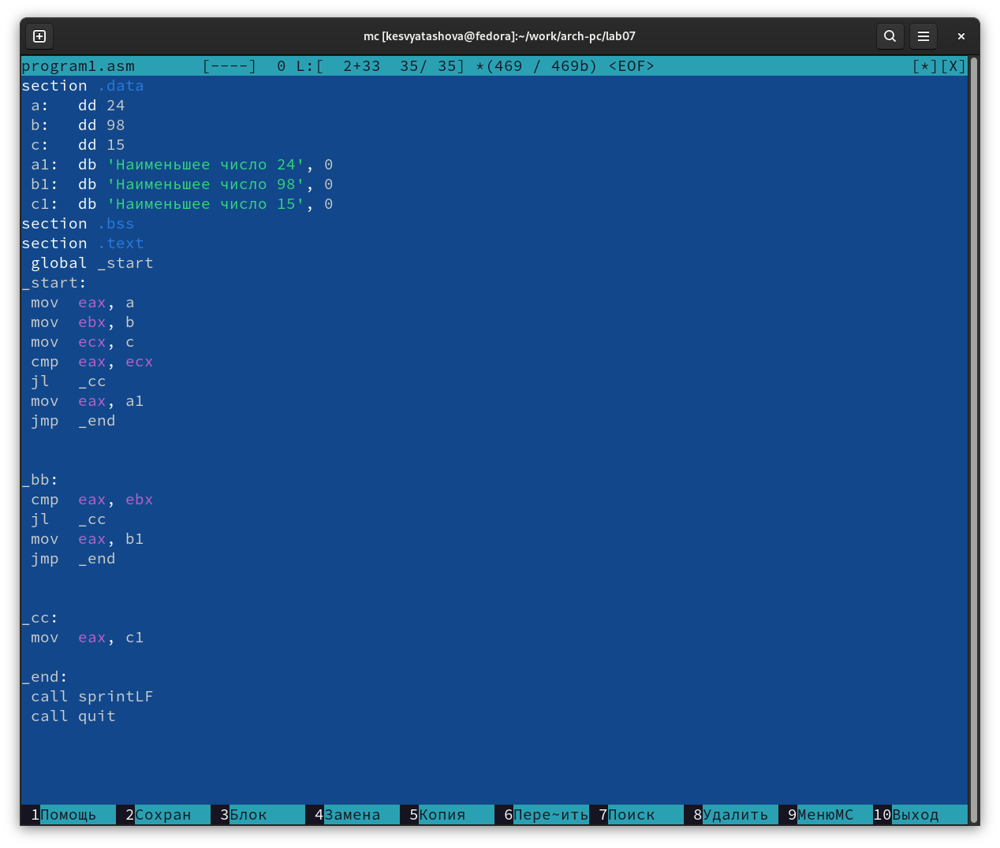 mc [kesvyatashova@fedora]:~/work/arch-pc/lab07
program1.asm       [----]  0 L:[  2+33  35/ 35] *(469 / 469b) <EOF>                           [*][X]
section .data
 a:   dd 24
 b:   dd 98
 c:   dd 15
 a1:  db 'Наименьшее число 24', 0
 b1:  db 'Наименьшее число 98', 0
 c1:  db 'Наименьшее число 15', 0
section .bss
section .text
 global _start
_start:
 mov  eax, a
 mov  ebx, b
 mov  ecx, c
 cmp  eax, ecx
 jl   _cc
 mov  eax, a1
 jmp  _end
_bb:
 cmp  eax, ebx
 jl   _cc
 mov  eax, b1
 jmp  _end
_cc:
 mov  eax, c1
_end:
 call sprintLF
 call quit
 1Помощь   2Сохран   3Блок     4Замена   5Копия    6Пере~ить 7Поиск    8Удалить  9МенюMC  10Выход